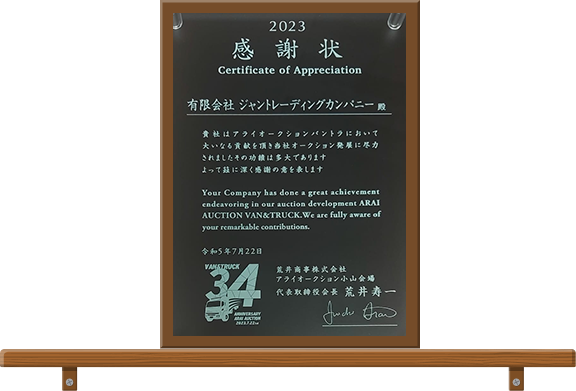 2023
感謝状
Certificate of Appreciation
有限会社 ジャントレーディングカンパニー 殿
貴社はアライオークションバントラにおいて
大いなる貢献を頂き当社オークション発展に尽力
されましたその功績は多大であります
よって茲に深く感謝の意を表します
Your Company has done a great achievement
endeavoring in our auction development ARAI
AUCTION VAN&TRUCK.We are fully aware of
your remarkable contributions.
令和5年7月22日
VAN&TRUCK
34
ANNIVERSARY
ARAI AUCTION
2023.7.22
荒井商事株式会社
アライオークション小山会場
代表取締役会長 荒井寿一